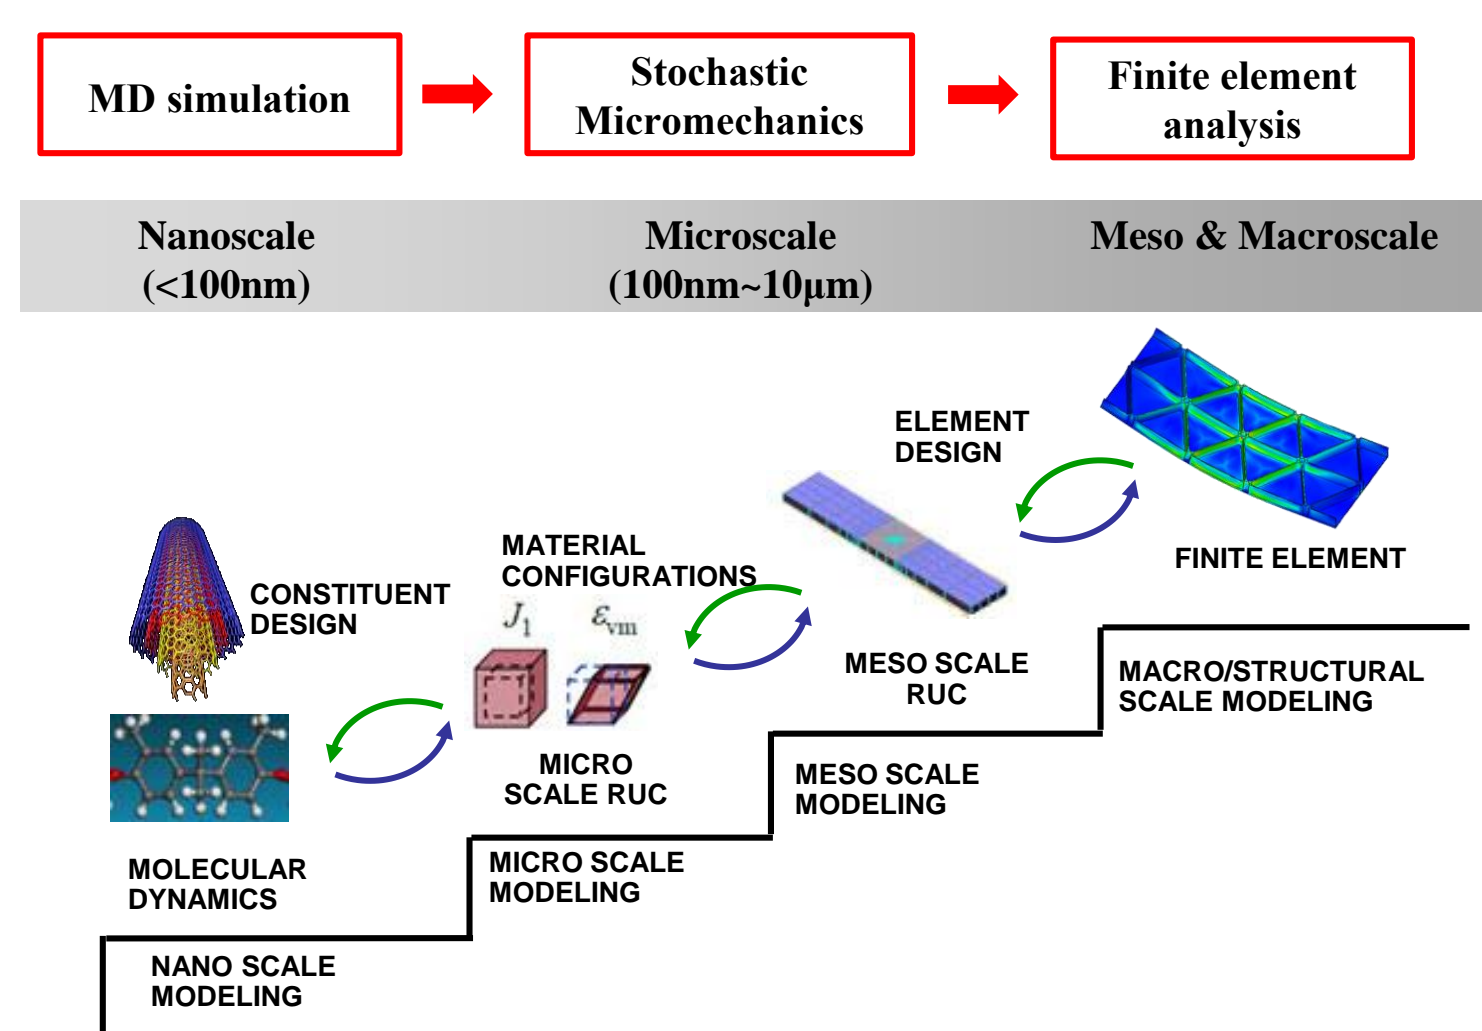 MD simulation
Stochastic
Micromechanics
Finite element
analysis
Nanoscale
(<100nm)
Microscale
(100nm~10μm)
Meso & Macroscale
ELEMENT
DESIGN
FINITE ELEMENT
MATERIAL
CONFIGURATIONS
J₁
εvm
CONSTITUENT
DESIGN
MESO SCALE
RUC
MACRO/STRUCTURAL
SCALE MODELING
MICRO
SCALE RUC
MESO SCALE
MODELING
MOLECULAR
DYNAMICS
MICRO SCALE
MODELING
NANO SCALE
MODELING